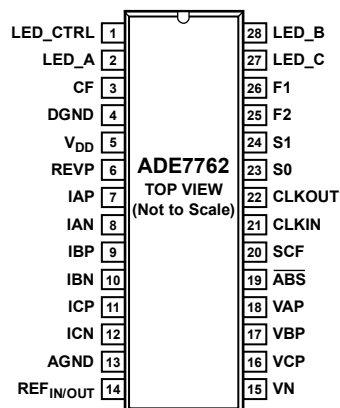 LED_CTRL 1 28 LED_B
LED_A 2 27 LED_C
CF 3 26 F1
DGND 4 25 F2
VDD 5 24 S1
REVP 6 ADE7762 23 S0
IAP 7 TOP VIEW 22 CLKOUT
IAN 8 (Not to Scale) 21 CLKIN
IBP 9 20 SCF
IBN 10 19 ABS
ICP 11 18 VAP
ICN 12 17 VBP
AGND 13 16 VCP
REFIN/OUT 14 15 VN